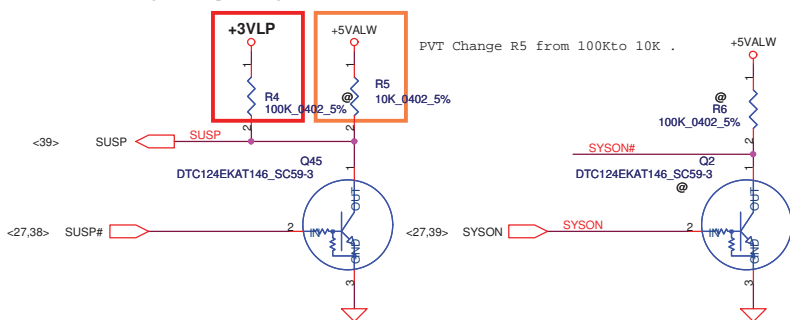 +3VLP
+5VALW
PVT Change R5 from 100Kto 10K .
+5VALW
1
R4
100K_0402_5%
2
1
@
R5
10K_0402_5%
2
1
@
R6
100K_0402_5%
2
<39>
SUSP
SUSP
SYSON#
Q45
DTC124EKAT146_SC59-3
1
OUT
Q2
DTC124EKAT146_SC59-3
@
1
OUT
<27,38>
SUSP#
2
IN
GND
3
<27,39>
SYSON
SYSON
2
IN
GND
3